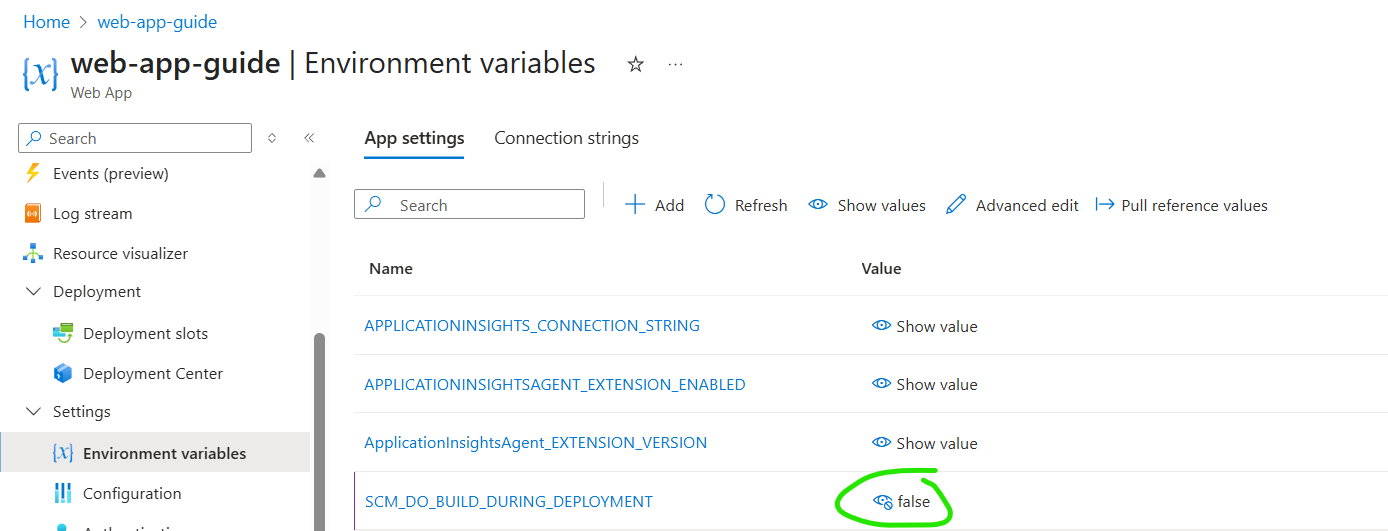 Home > web-app-guide
{x} web-app-guide | Environment variables ☆ ...
Web App
Search
«
App settings Connection strings
Events (preview)
Log stream
Search
Add Refresh Show values Advanced edit Pull reference values
Resource visualizer
Name Value
Deployment
APPLICATIONINSIGHTS_CONNECTION_STRING Show value
Deployment slots
Deployment Center
APPLICATIONINSIGHTSAGENT_EXTENSION_ENABLED Show value
Settings
ApplicationInsightsAgent_EXTENSION_VERSION Show value
{x} Environment variables
Configuration
SCM_DO_BUILD_DURING_DEPLOYMENT false